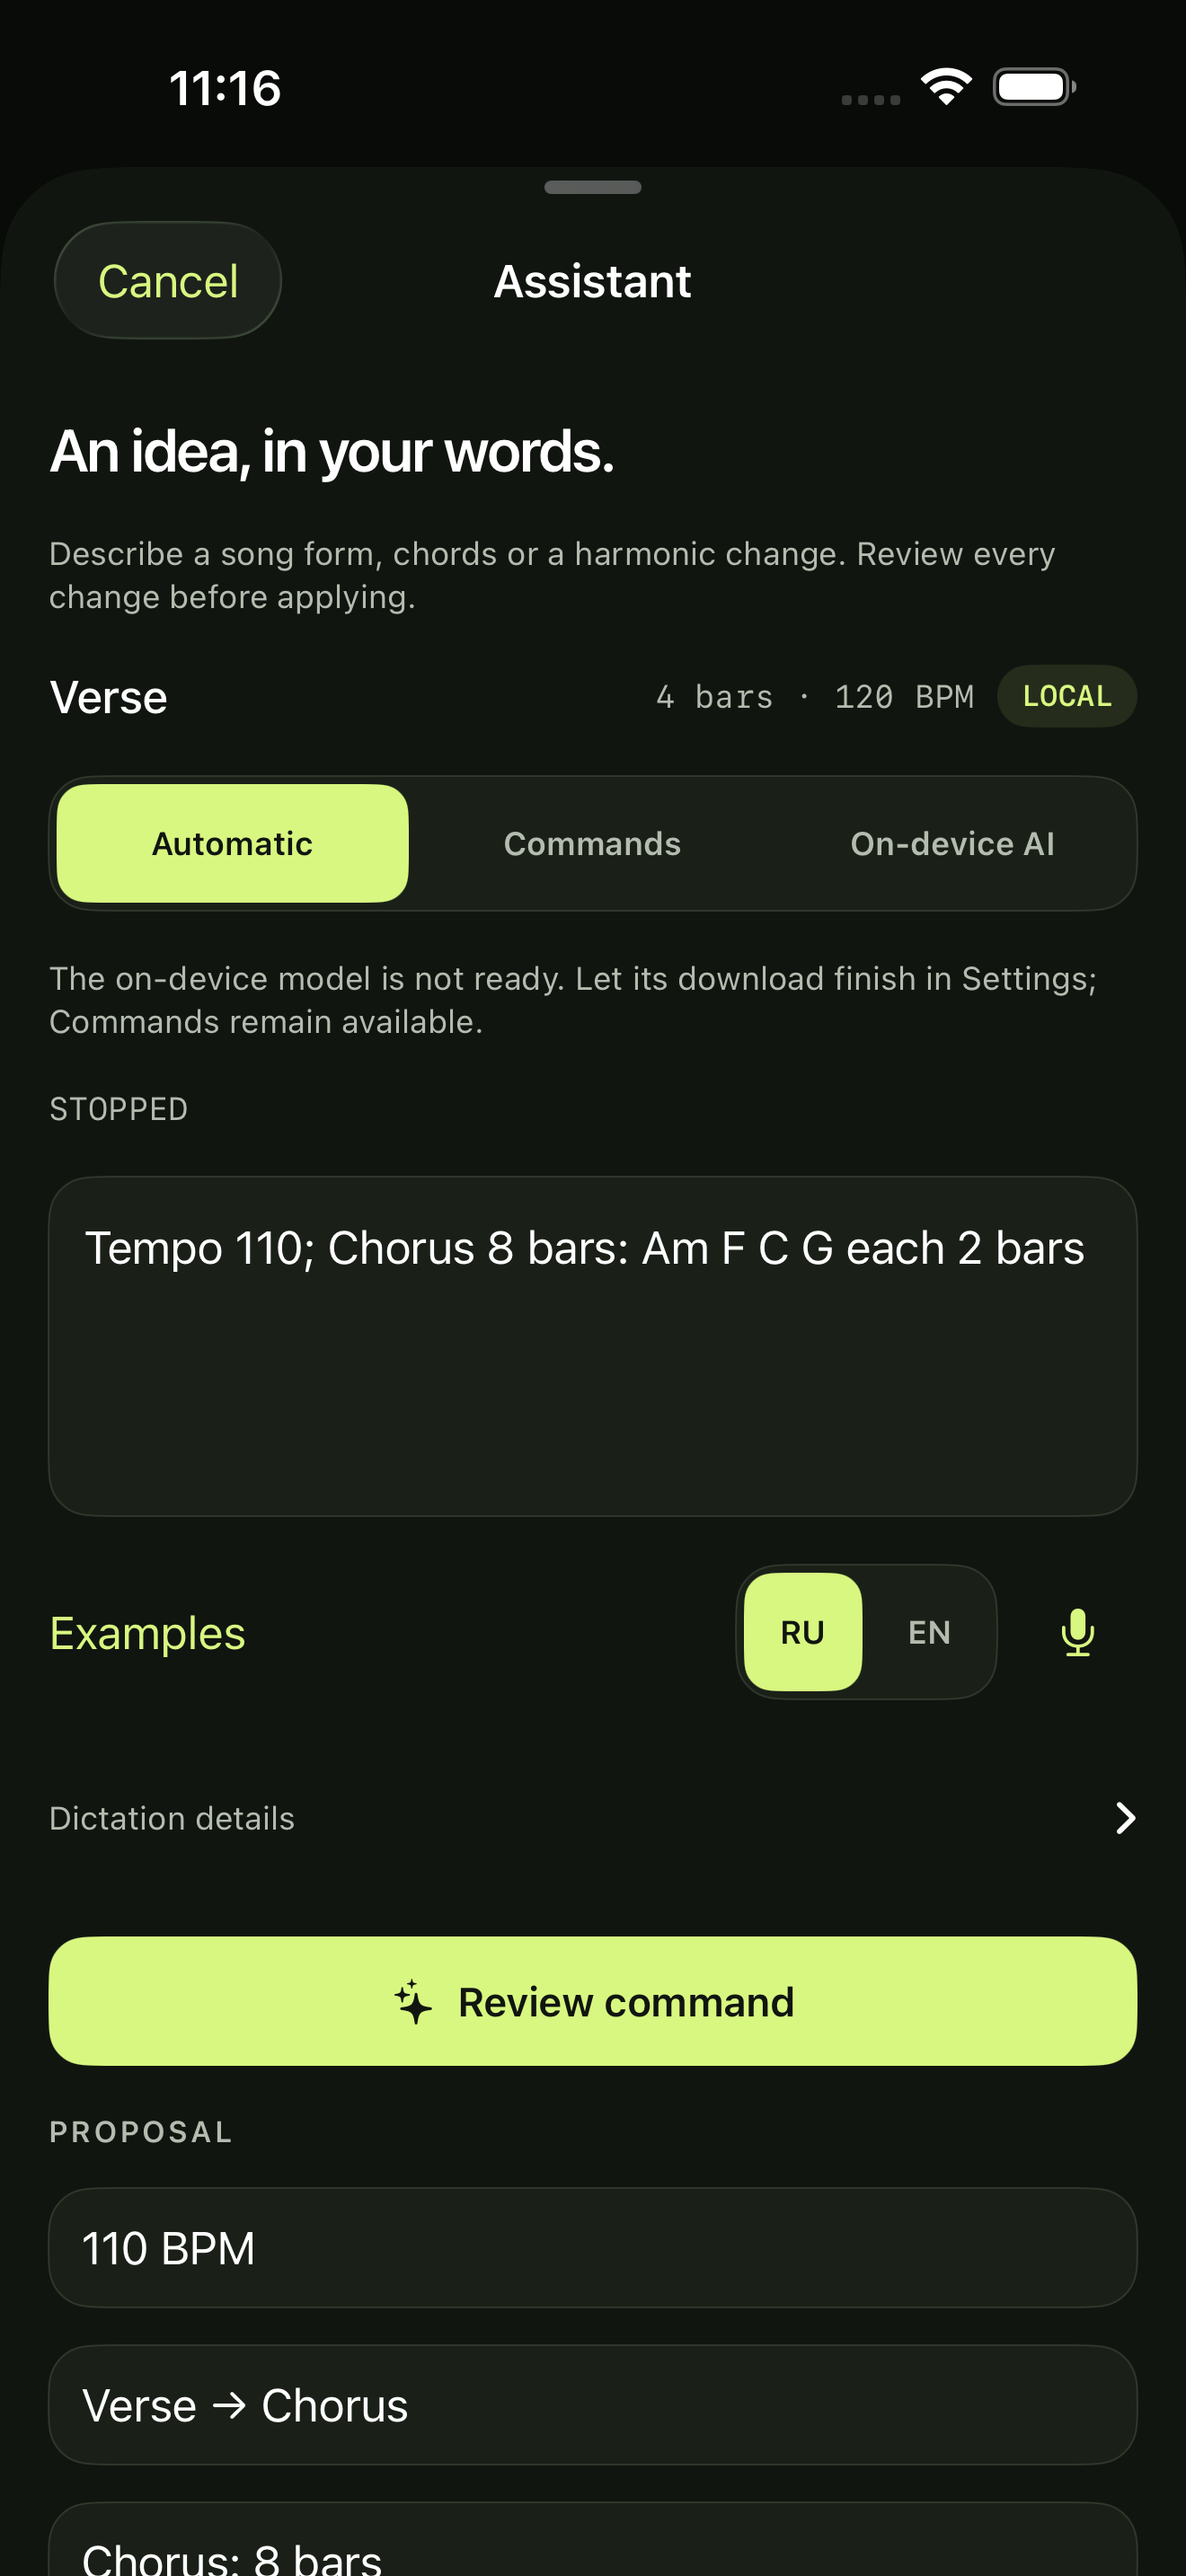 11:16
Cancel
Assistant
An idea, in your words.
Describe a song form, chords or a harmonic change. Review every
change before applying.
Verse
4 bars · 120 BPM
LOCAL
Automatic
Commands
On-device AI
The on-device model is not ready. Let its download finish in Settings;
Commands remain available.
STOPPED
Tempo 110; Chorus 8 bars: Am F C G each 2 bars
Examples
RU
EN
Dictation details
Review command
PROPOSAL
110 BPM
Verse → Chorus
Chorus: 8 bars